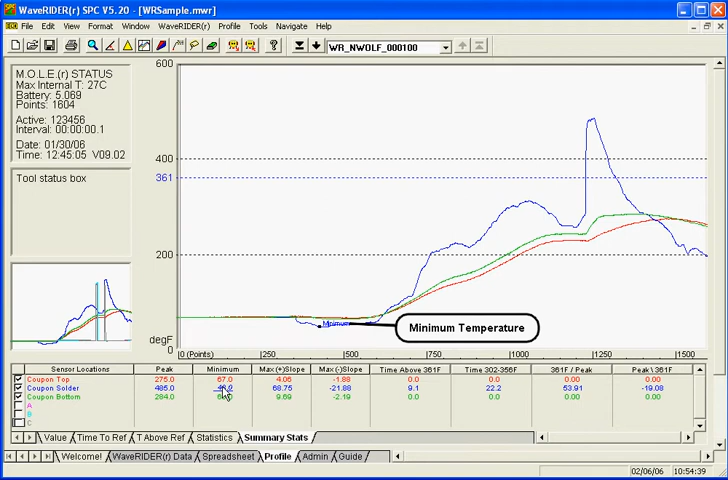 WaveRIDER(r) SPC V5.20 - [WRSample.mwr]
File Edit View Format Window WaveRIDER(r) Profile Tools Navigate Help
WR_NWOLF_000100
M.O.L.E(r) STATUS
Max Internal T: 27C
Battery: 5.069
Points: 1604
Active: 123456
Interval: 00:00:00.1
Date: 01/30/06
Time: 12:45:05 V09.02
Tool status box
600
400
361
200
degF
0
Minimum
Minimum Temperature
0 (Points) 1250 1500 1000 1250 1500
Sensor Locations Peak Minimum Max(+)Slope Max(-)Slope Time Above 361F Time 302-356F 361F / Peak Peak \ 361F
Coupon Top 275.0 67.0 4.06 -1.88 0.0 0.0 0.00 0.00
Coupon Solder 485.0 68.75 -21.88 9.1 22.2 53.91 -19.08
Coupon Bottom 284.0 9.69 -2.19 0.0 0.0 0.00 0.00
A
B
C
Value Time To Ref T Above Ref Statistics Summary Stats
Welcome! WaveRIDER(r) Data Spreadsheet Profile Admin Guide
02/06/06 10:54:39